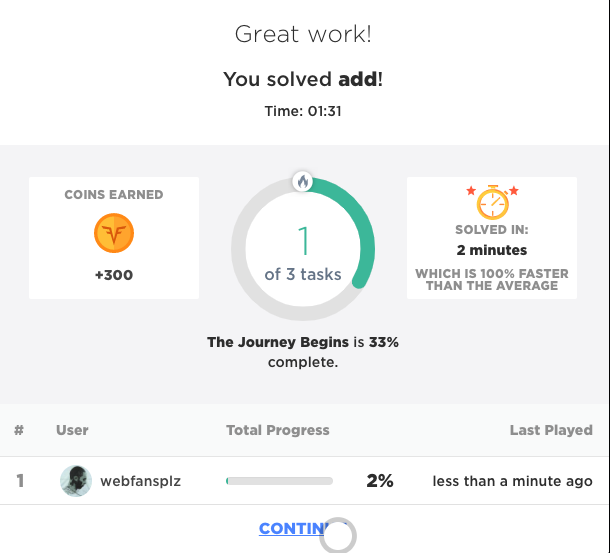 Great work!
You solved add!
Time: 01:31
COINS EARNED
+300
1
of 3 tasks
SOLVED IN:
2 minutes
WHICH IS 100% FASTER
THAN THE AVERAGE
The Journey Begins is 33%
complete.
# User Total Progress Last Played
1 webfansplz 2% less than a minute ago